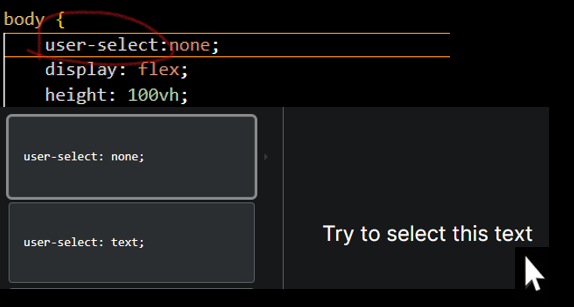 body {
user-select:none;
display: flex;
height: 100vh;
user-select: none;
user-select: text;
Try to select this text